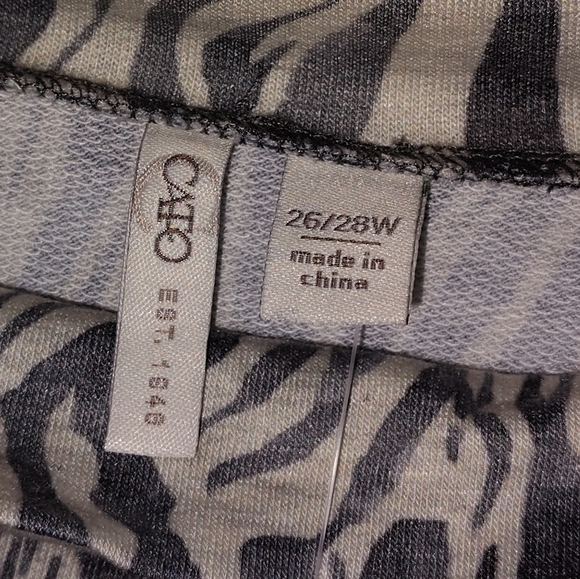 CATO
EST. 1946
26/28W
made in
china